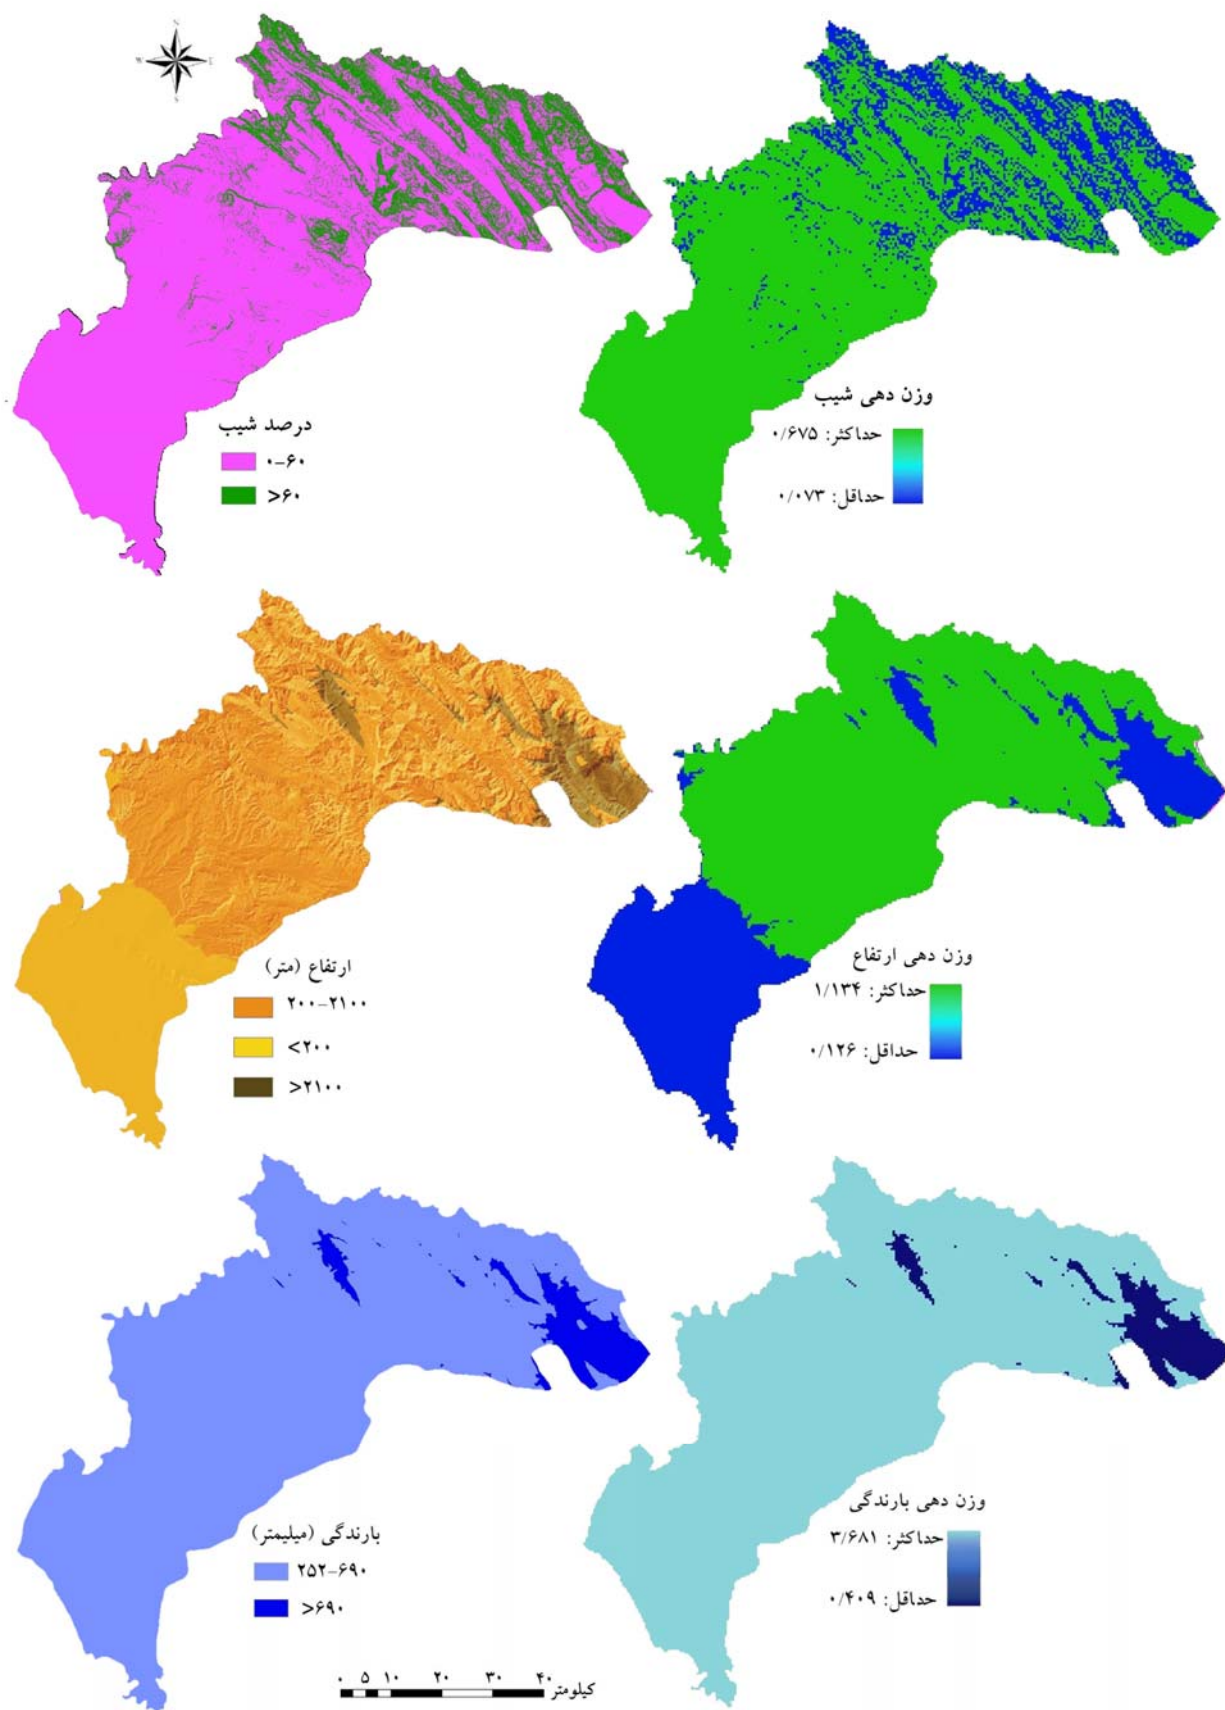 N
W E
S
درصد شیب
۰-۶۰
>۶۰
وزن دهی شیب
حداکثر: ۰/۶۷۵
حداقل: ۰/۰۷۳
ارتفاع (متر)
۲۰۰-۲۱۰۰
<۲۰۰
>۲۱۰۰
وزن دهی ارتفاع
حداکثر: ۱/۱۳۴
حداقل: ۰/۱۲۶
بارندگی (میلیمتر)
۲۵۲-۶۹۰
>۶۹۰
وزن دهی بارندگی
حداکثر: ۳/۶۸۱
حداقل: ۰/۴۰۹
۰ ۵ ۱۰ ۲۰ ۳۰ ۴۰
کیلومتر